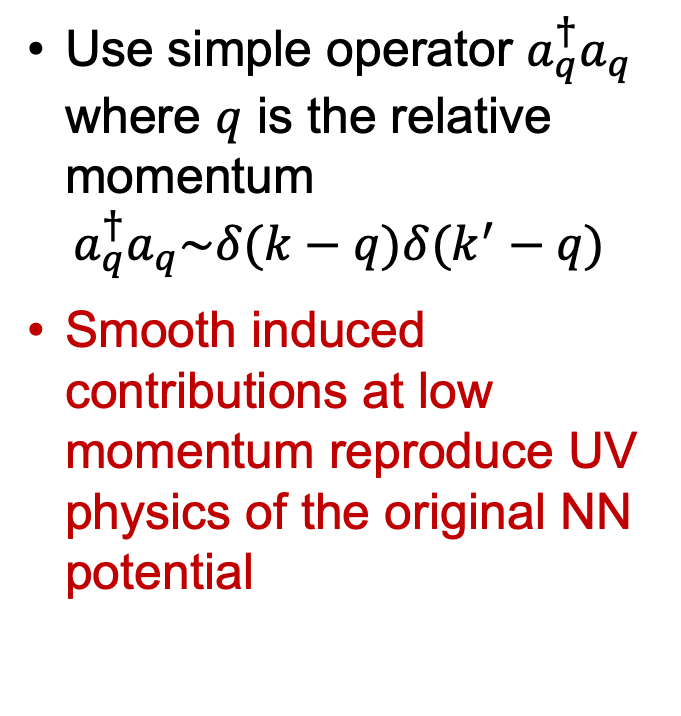 • Use simple operator $a_q^\dagger a_q$
where $q$ is the relative
momentum
$a_q^\dagger a_q \sim \delta(k - q)\delta(k' - q)$
• Smooth induced
contributions at low
momentum reproduce UV
physics of the original NN
potential